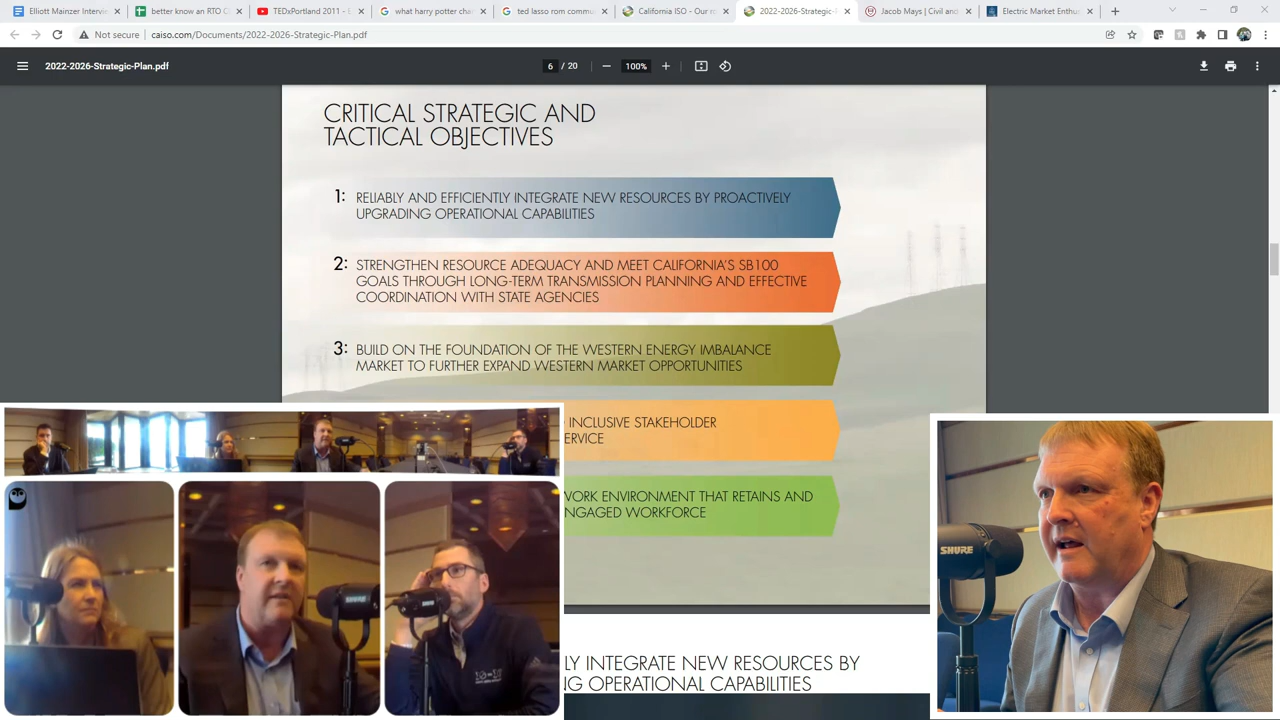 Elliott Mainzer Interview
better know an RTO C
TEDxPortland 2011 - E
what harry potter cha
ted lasso rom commu
California ISO - Our m
2022-2026-Strategic-
Jacob Mays | Civil and
Electric Market Enthus
Not secure | caiso.com/Documents/2022-2026-Strategic-Plan.pdf
2022-2026-Strategic-Plan.pdf
6 / 20
100%
CRITICAL STRATEGIC AND
TACTICAL OBJECTIVES
1: RELIABLY AND EFFICIENTLY INTEGRATE NEW RESOURCES BY PROACTIVELY
UPGRADING OPERATIONAL CAPABILITIES
2: STRENGTHEN RESOURCE ADEQUACY AND MEET CALIFORNIA'S SB100
GOALS THROUGH LONG-TERM TRANSMISSION PLANNING AND EFFECTIVE
COORDINATION WITH STATE AGENCIES
3: BUILD ON THE FOUNDATION OF THE WESTERN ENERGY IMBALANCE
MARKET TO FURTHER EXPAND WESTERN MARKET OPPORTUNITIES
INCLUSIVE STAKEHOLDER
ERVICE
WORK ENVIRONMENT THAT RETAINS AND
NGAGED WORKFORCE
LY INTEGRATE NEW RESOURCES BY
NG OPERATIONAL CAPABILITIES
SHURE
SHURE